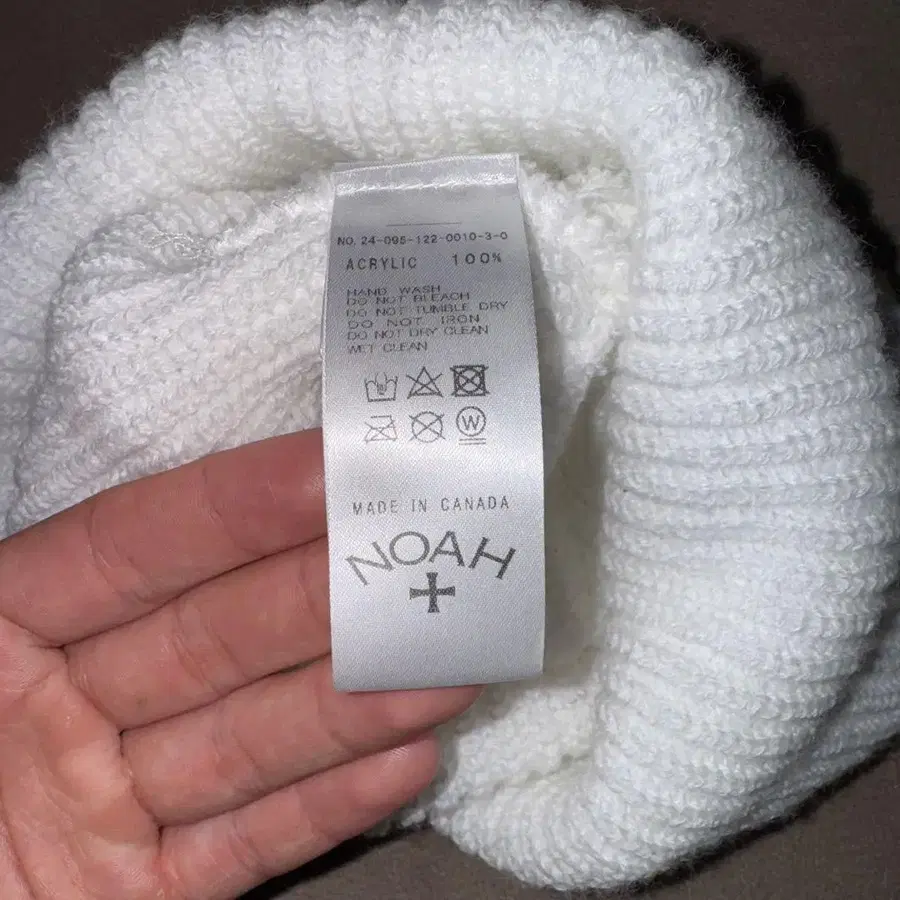 NO. 24-095-122-0010-3-0
ACRYLIC 100%
HAND WASH
DO NOT BLEACH
DO NOT TUMBLE DRY
DO NOT IRON
DO NOT DRY CLEAN
WET CLEAN
W
MADE IN CANADA
NOAH